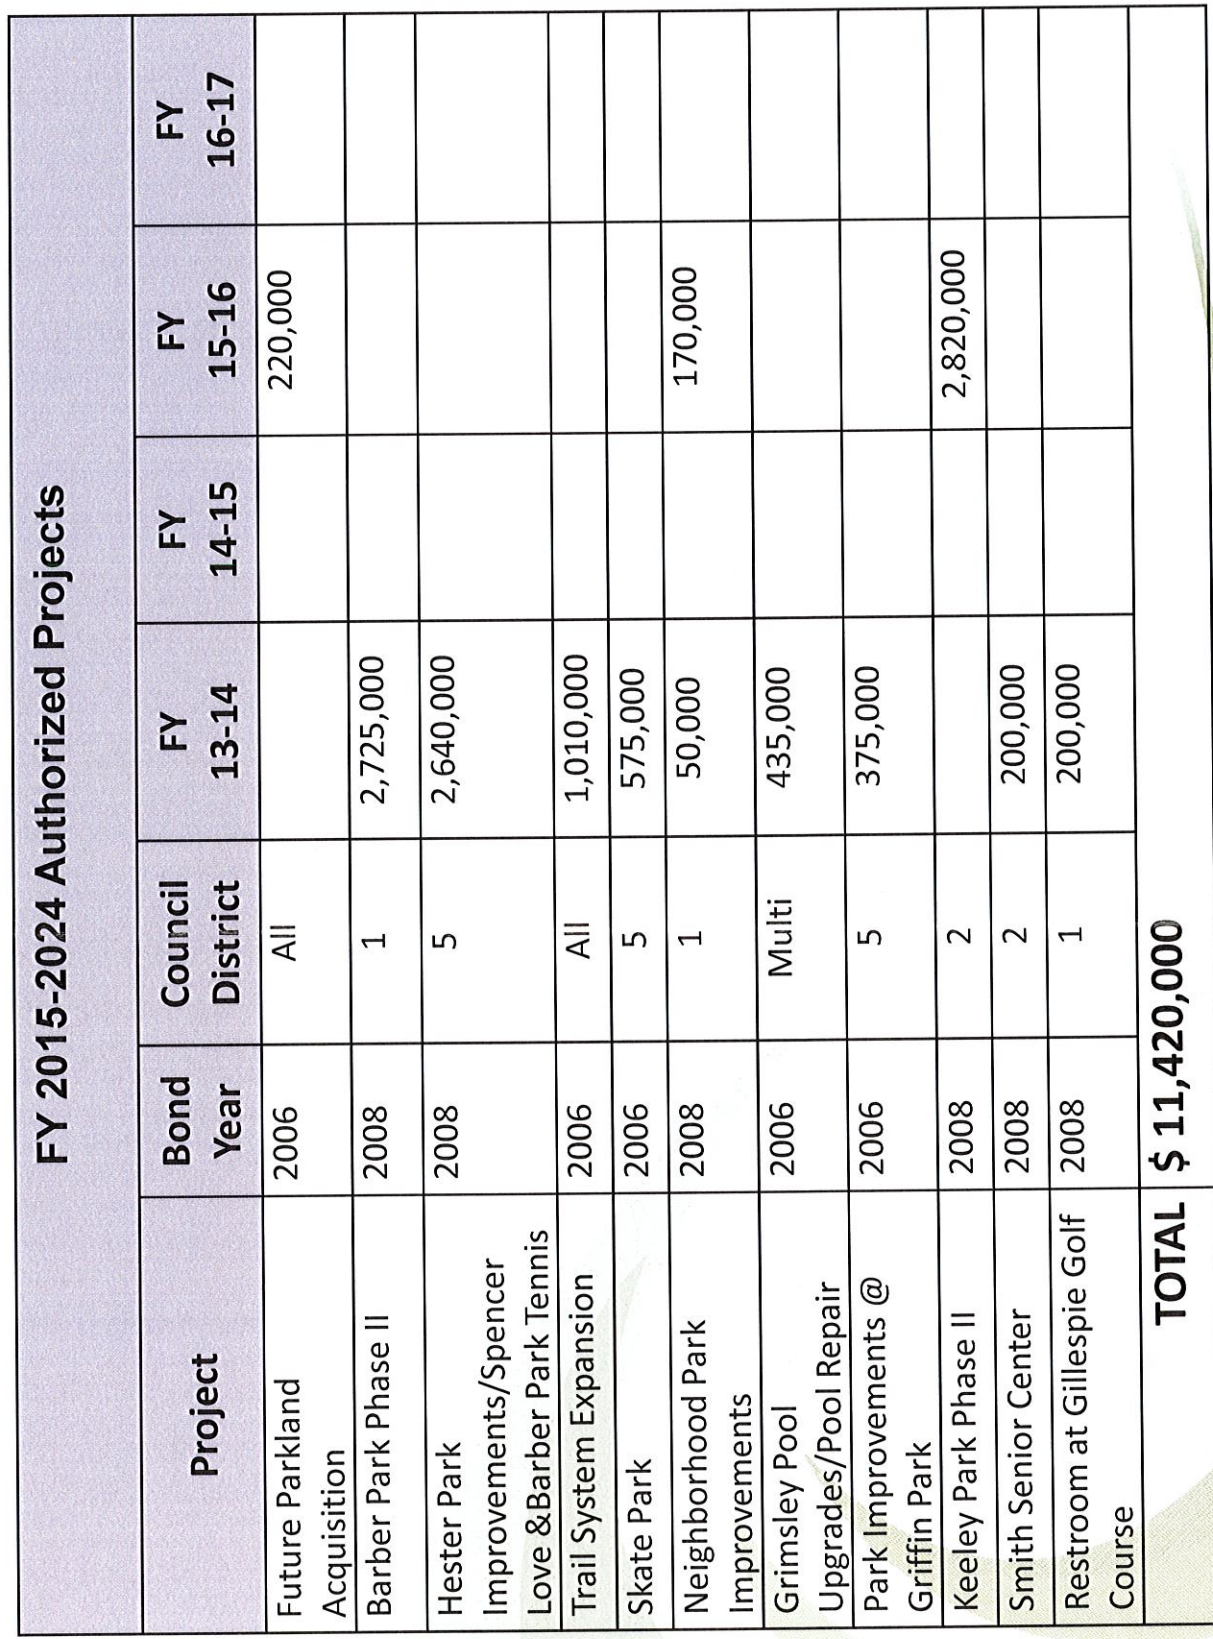 FY 2015-2024 Authorized Projects
Project Bond Year Council District FY 13-14 FY 14-15 FY 15-16 FY 16-17
Future Parkland 2006 All 220,000
Acquisition
Barber Park Phase II 2008 1 2,725,000
Hester Park 2008 5 2,640,000
Improvements/Spencer
Love &Barber Park Tennis
Trail System Expansion 2006 All 1,010,000
Skate Park 2006 5 575,000
Neighborhood Park 2008 1 50,000 170,000
Improvements
Grimsley Pool 2006 Multi 435,000
Upgrades/Pool Repair
Park Improvements @ 2006 5 375,000
Griffin Park
Keeley Park Phase II 2008 2 2,820,000
Smith Senior Center 2008 2 200,000
Restroom at Gillespie Golf 2008 1 200,000
Course
TOTAL $ 11,420,000